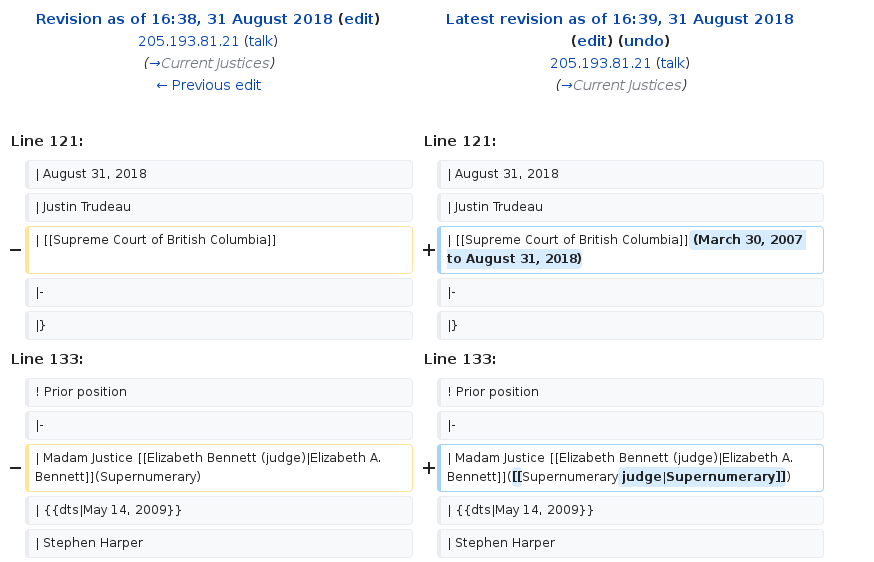 Revision as of 16:38, 31 August 2018 (edit)
205.193.81.21 (talk)
(→Current Justices)
← Previous edit
Latest revision as of 16:39, 31 August 2018
(edit) (undo)
205.193.81.21 (talk)
(→Current Justices)
Line 121:
Line 121:
| August 31, 2018
| August 31, 2018
| Justin Trudeau
| Justin Trudeau
− | [[Supreme Court of British Columbia]]
+ | [[Supreme Court of British Columbia]] (March 30, 2007
to August 31, 2018)
|-
|-
|}
|}
Line 133:
Line 133:
! Prior position
! Prior position
|-
|-
− | Madam Justice [[Elizabeth Bennett (judge)|Elizabeth A.
Bennett]](Supernumerary)
+ | Madam Justice [[Elizabeth Bennett (judge)|Elizabeth A.
Bennett]]([[Supernumerary judge|Supernumerary]])
| {{dts|May 14, 2009}}
| {{dts|May 14, 2009}}
| Stephen Harper
| Stephen Harper